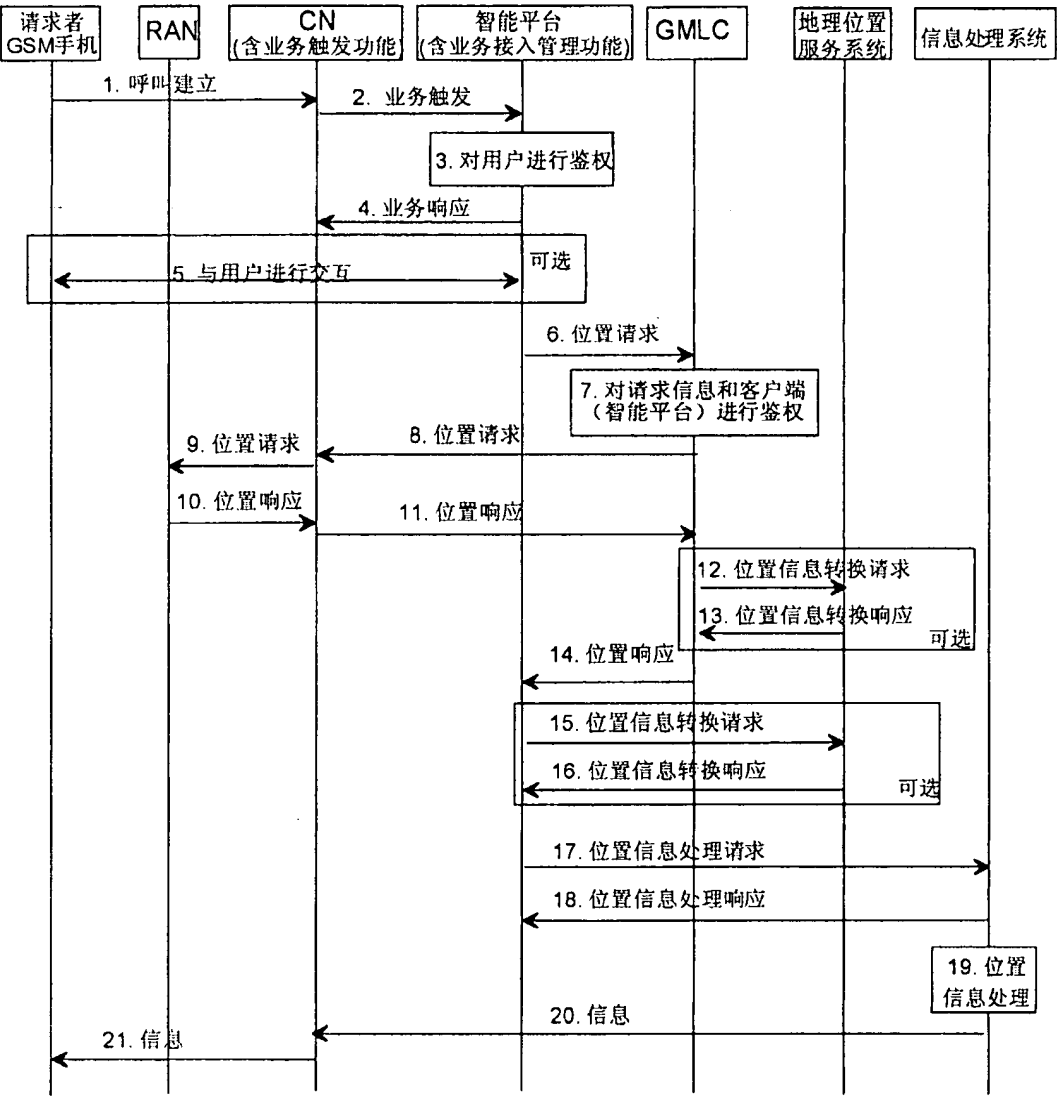 请求者
GSM手机
RAN
CN
(含业务触发功能)
智能平台
(含业务接入管理功能)
GMLC
地理位置
服务系统
信息处理系统
1. 呼叫建立
2. 业务触发
3. 对用户进行鉴权
4. 业务响应
可选
5. 与用户进行交互
6. 位置请求
7. 对请求信息和客户端
(智能平台)进行鉴权
8. 位置请求
9. 位置请求
10. 位置响应
11. 位置响应
12. 位置信息转换请求
13. 位置信息转换响应
可选
14. 位置响应
15. 位置信息转换请求
16. 位置信息转换响应
可选
17. 位置信息处理请求
18. 位置信息处理响应
19. 位置
信息处理
20. 信息
21. 信息